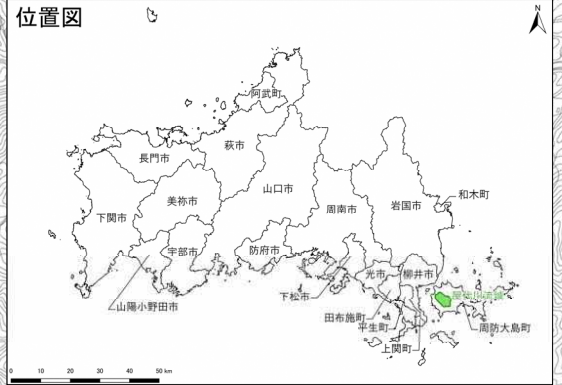 位置図
N
阿武町
萩市
長門市
山口市
和木町
美祢市
周南市
岩国市
下関市
宇部市
防府市
光市
柳井市
下松市
山陽小野田市
田布施町
平生町
周防大島町
上関町
0 10 20 30 40 50 km